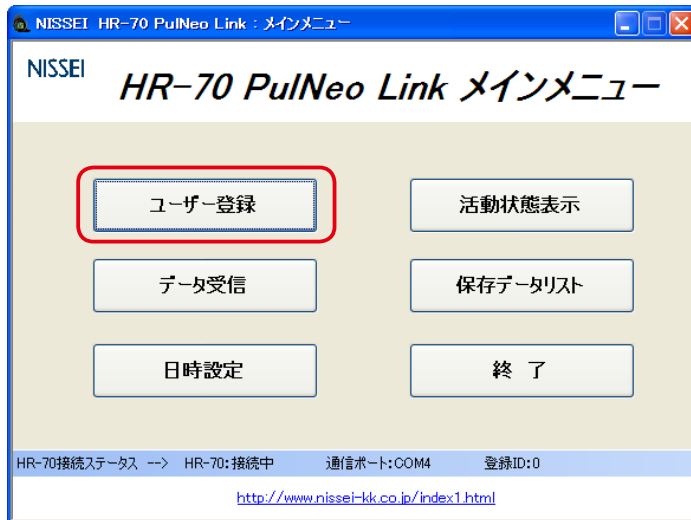 NISSEI HR-70 PulNeo Link：メインメニュー
NISSEI
HR-70 PulNeo Link メインメニュー
ユーザー登録
活動状態表示
データ受信
保存データリスト
日時設定
終 了
HR-70接続ステータス --> HR-70:接続中 通信ポート:COM4 登録ID:0
http://www.nissei-kk.co.jp/index1.html